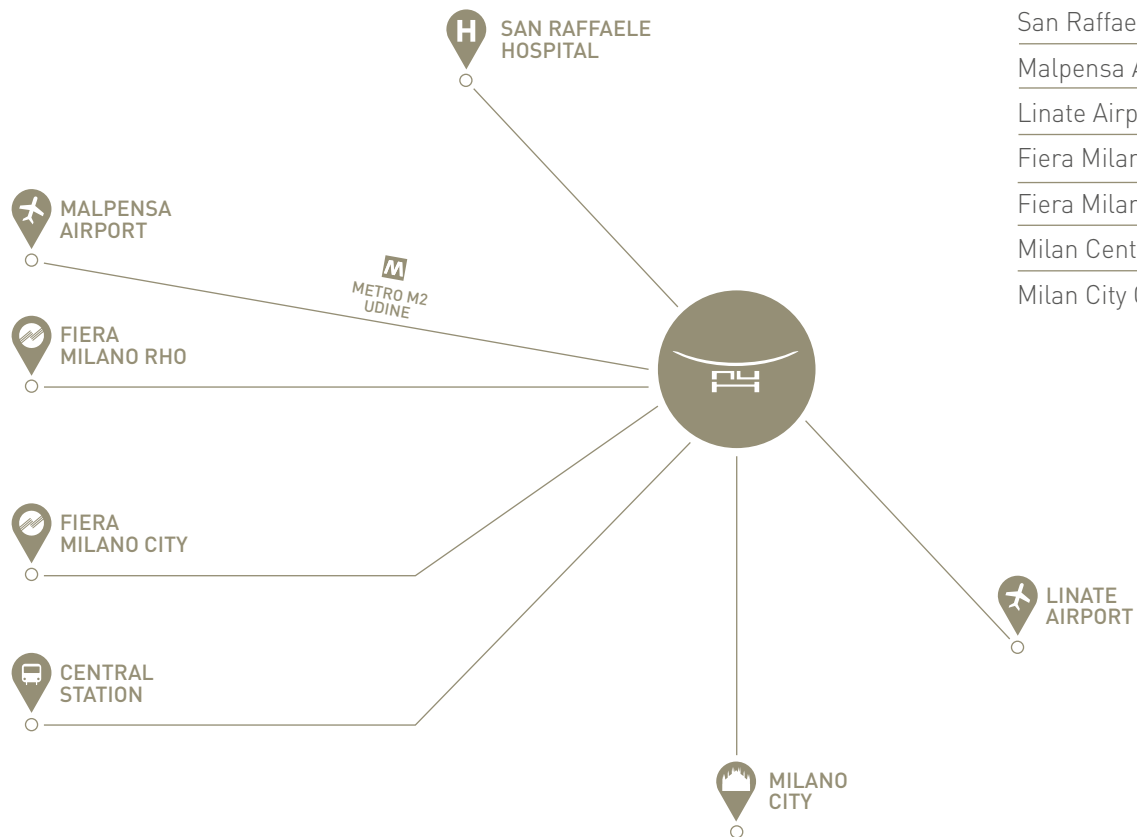 SAN RAFFAELE
HOSPITAL
H
MALPENSA
AIRPORT
M
METRO M2
UDINE
FIERA
MILANO RHO
FIERA
MILANO CITY
LINATE
AIRPORT
CENTRAL
STATION
MILANO
CITY
San Raffae
Malpensa A
Linate Airp
Fiera Milan
Fiera Milan
Milan Cent
Milan City